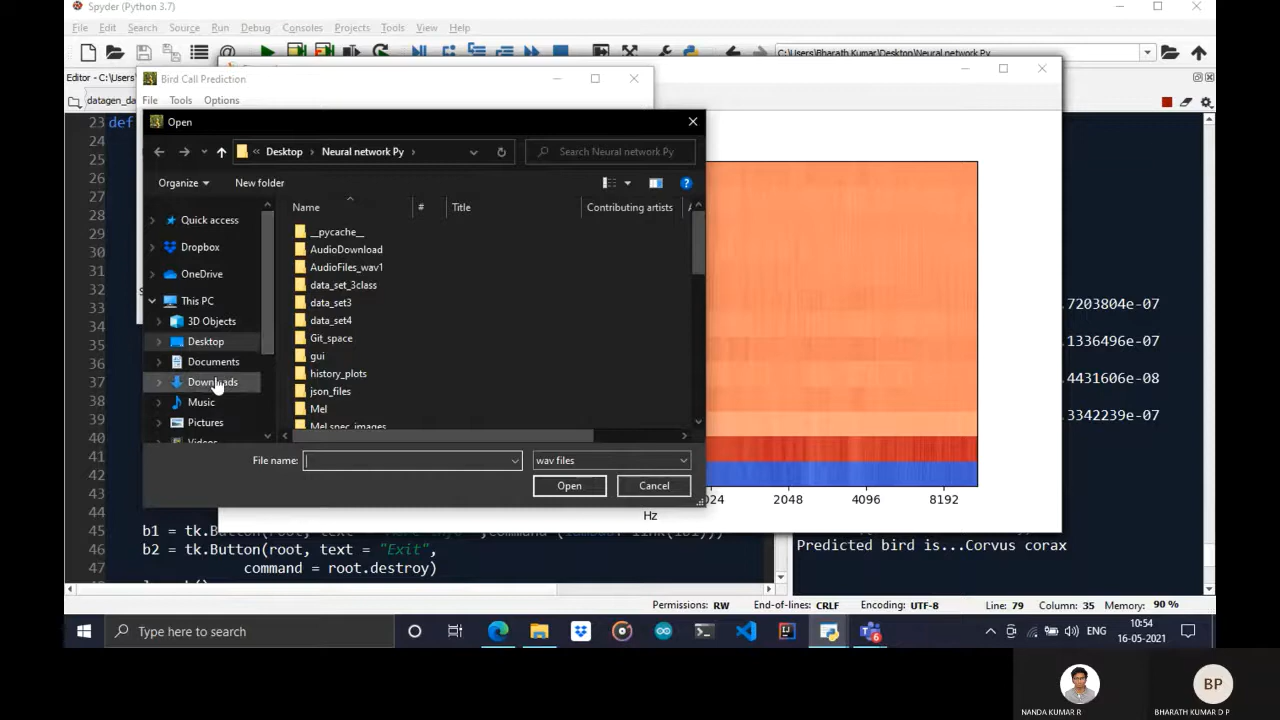 Spyder (Python 3.7)
File Edit Search Source Run Debug Consoles Projects Tools View Help
C:\Users\Bharath Kumar\Desktop\Neural network Py
Editor - C:\Users
Bird Call Prediction
File Tools Options
datagen_da
Open
Desktop Neural network Py
Search Neural network Py
Organize New folder
Name # Title Contributing artists
Quick access
Dropbox
OneDrive
This PC
3D Objects
Desktop
Documents
Downloads
Music
Pictures
Videos
__pycache__
AudioDownload
AudioFiles_wav1
data_set_3class
data_set3
data_set4
Git_space
gui
history_plots
json_files
Mel
Mel spec images
File name:
wav files
Open Cancel
23 def
24
25
26
27
28
29
30
31
32
33
34
35
36
37
38
39
40
41
42
43
44
45 b1 = tk.Button(root, text =
46 b2 = tk.Button(root, text = "Exit",
47 command = root.destroy)
.7203804e-07
.1336496e-07
.4431606e-08
.3342239e-07
024 2048 4096 8192
Hz
Predicted bird is...Corvus corax
Permissions: RW End-of-lines: CRLF Encoding: UTF-8 Line: 79 Column: 35 Memory: 90 %
Type here to search
6
ENG
10:54
16-05-2021
BP
NANDA KUMAR R
BHARATH KUMAR D P